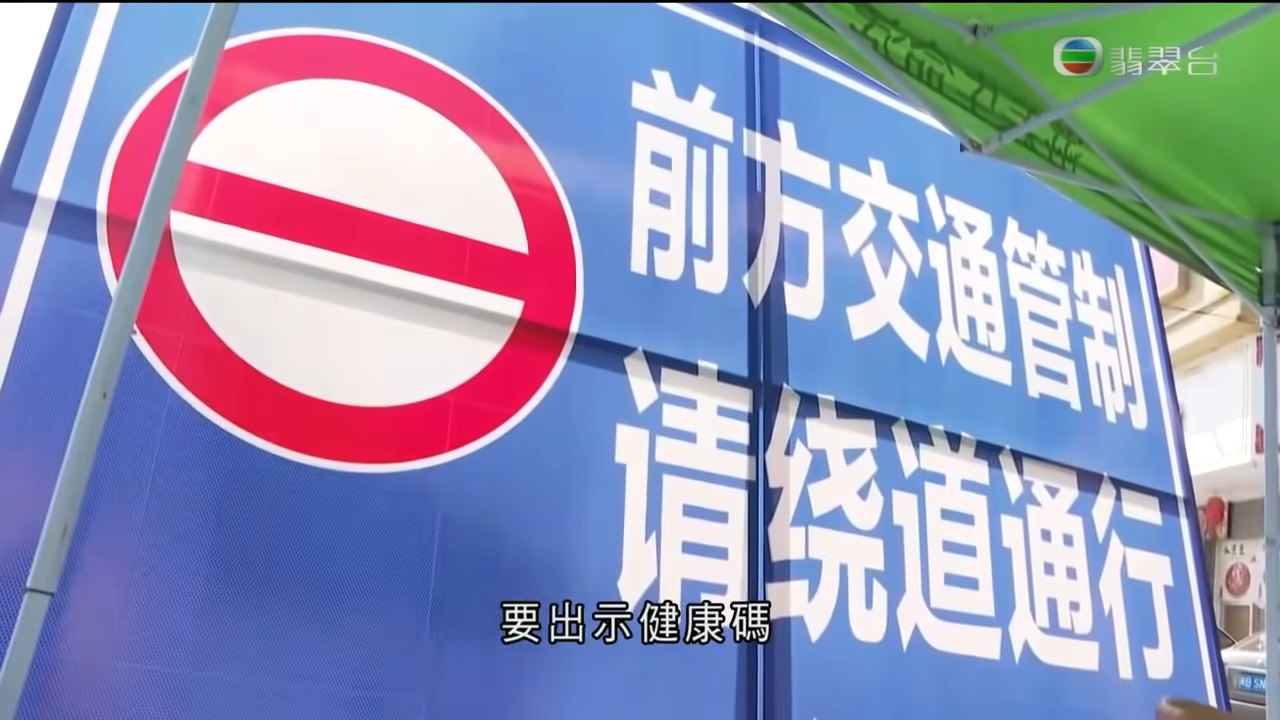 翡翠台
前方交通管制
请绕道通行
要出示健康碼